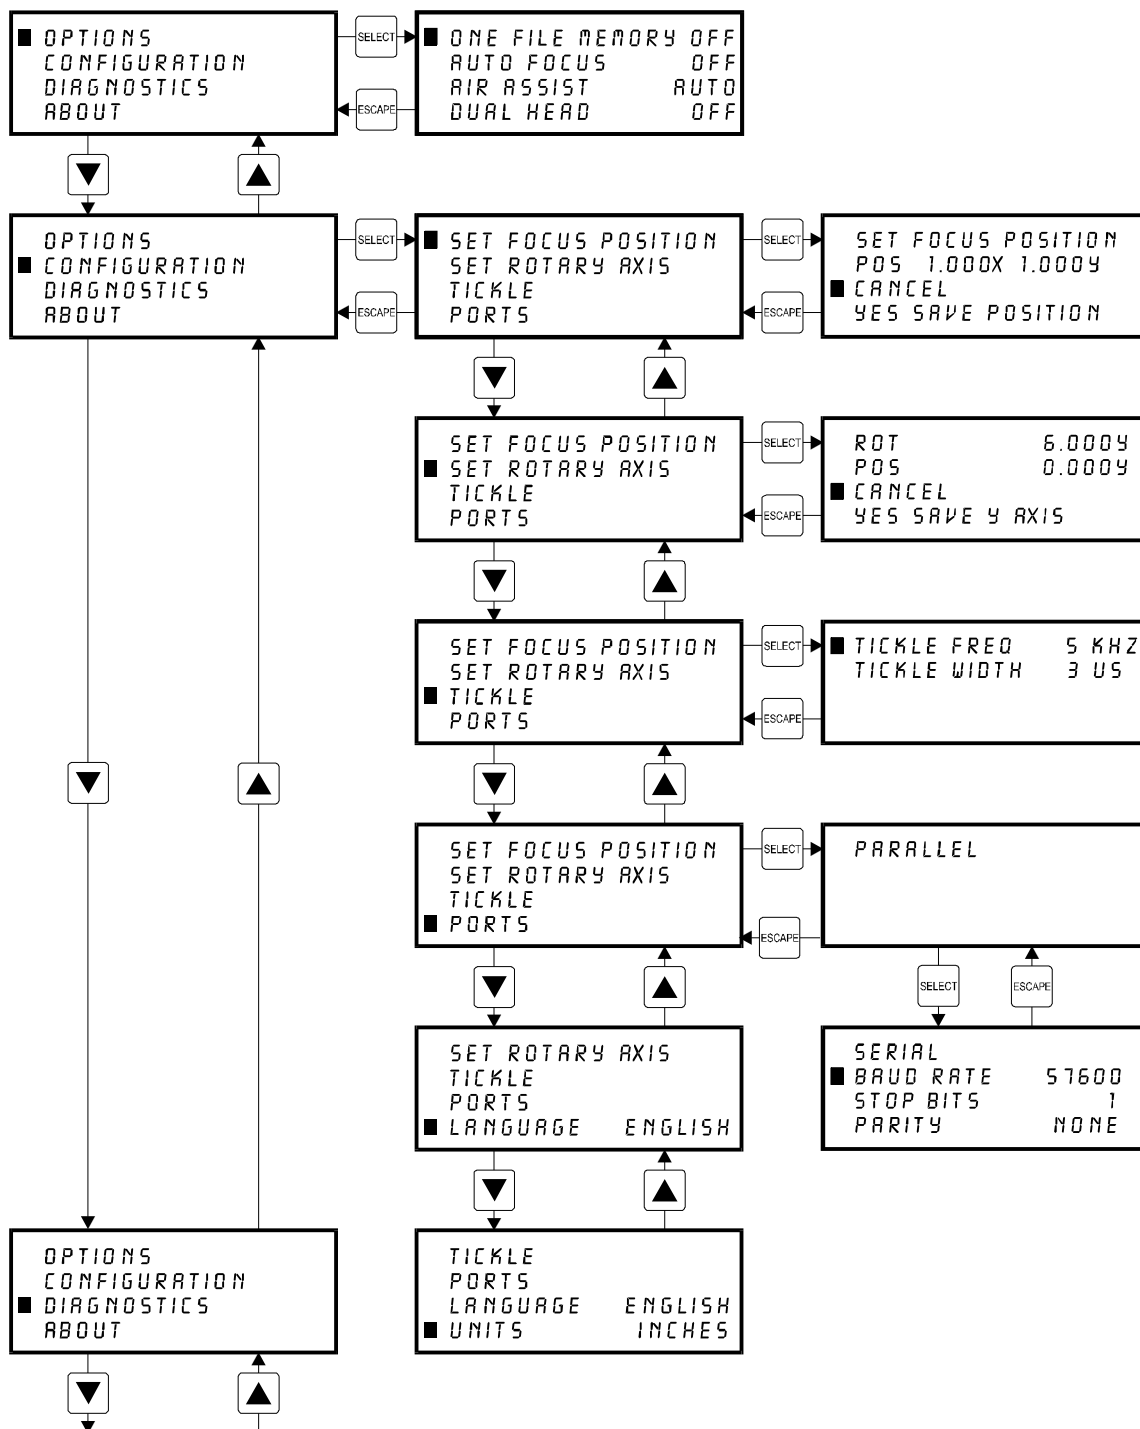 OPTIONS
CONFIGURATION
DIAGNOSTICS
ABOUT
SELECT
ESCAPE
ONE FILE MEMORY OFF
AUTO FOCUS OFF
AIR ASSIST AUTO
DUAL HEAD OFF
OPTIONS
CONFIGURATION
DIAGNOSTICS
ABOUT
SELECT
ESCAPE
SET FOCUS POSITION
SET ROTARY AXIS
TICKLE
PORTS
SELECT
ESCAPE
SET FOCUS POSITION
POS 1.000X 1.000Y
CANCEL
YES SAVE POSITION
SET FOCUS POSITION
SET ROTARY AXIS
TICKLE
PORTS
SELECT
ESCAPE
ROT 6.000Y
POS 0.000Y
CANCEL
YES SAVE Y AXIS
SET FOCUS POSITION
SET ROTARY AXIS
TICKLE
PORTS
SELECT
ESCAPE
TICKLE FREQ 5 KHZ
TICKLE WIDTH 3 US
SET FOCUS POSITION
SET ROTARY AXIS
TICKLE
PORTS
SELECT
ESCAPE
PARALLEL
SELECT
ESCAPE
SET ROTARY AXIS
TICKLE
PORTS
LANGUAGE ENGLISH
SERIAL
BAUD RATE 57600
STOP BITS 1
PARITY NONE
OPTIONS
CONFIGURATION
DIAGNOSTICS
ABOUT
TICKLE
PORTS
LANGUAGE ENGLISH
UNITS INCHES